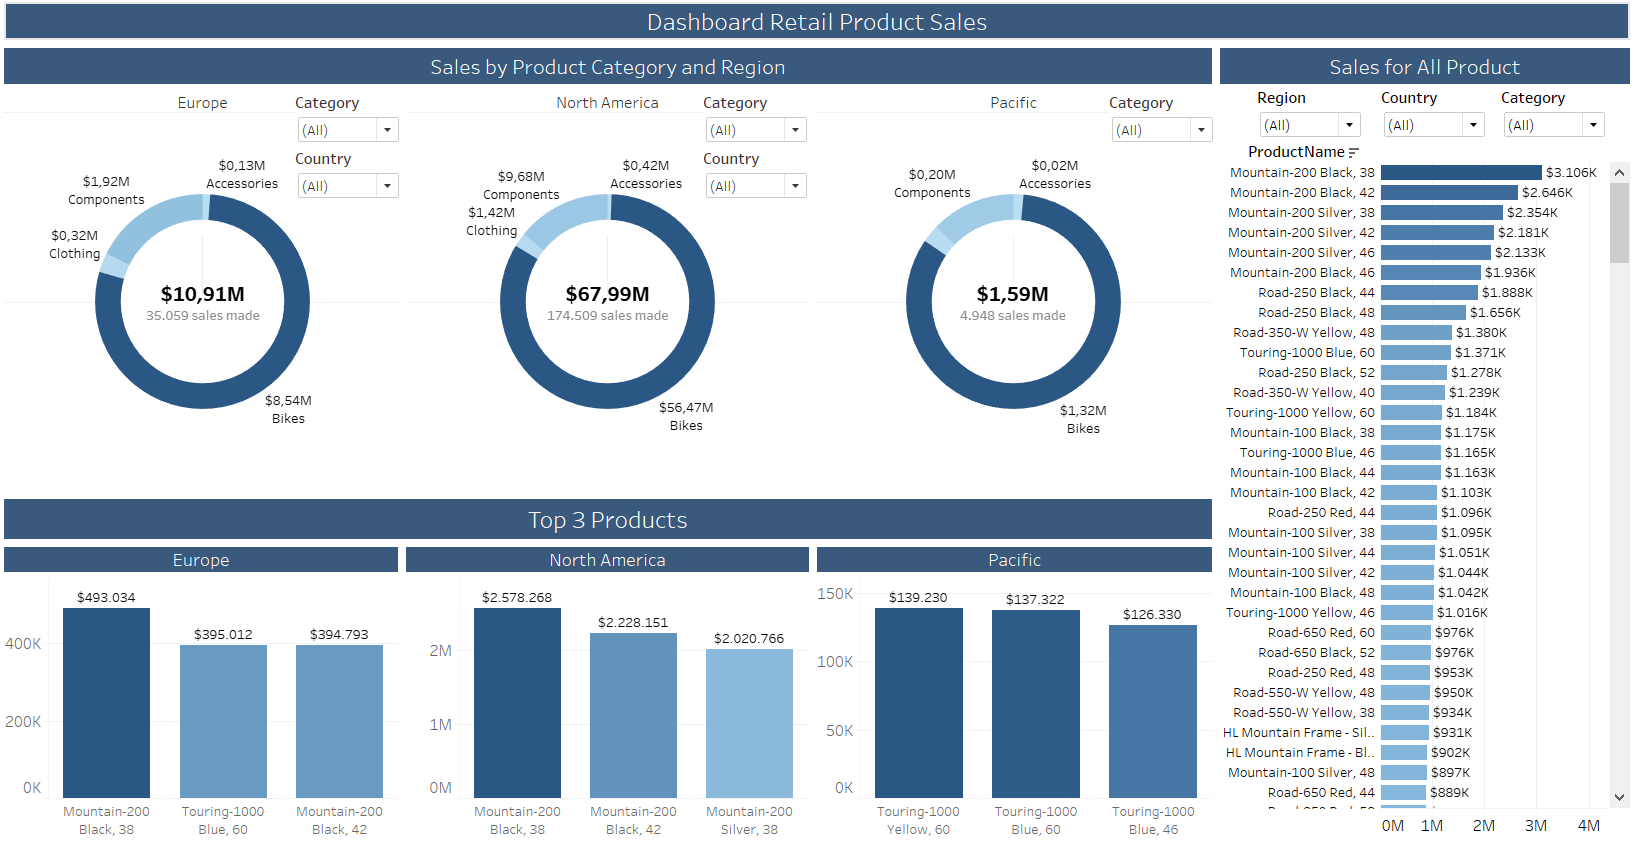 Dashboard Retail Product Sales
Sales by Product Category and Region
Europe
Category
(All)
Country
(All)
$0,13M
Accessories
$1,92M
Components
$0,32M
Clothing
$10,91M
35.059 sales made
$8,54M
Bikes
North America
Category
(All)
Country
(All)
$0,42M
Accessories
$9,68M
Components
$1,42M
Clothing
$67,99M
174.509 sales made
$56,47M
Bikes
Pacific
Category
(All)
$0,02M
Accessories
$0,20M
Components
$1,59M
4.948 sales made
$1,32M
Bikes
Top 3 Products
Europe
400K
200K
0K
$493.034
$395.012
$394.793
Mountain-200
Black, 38
Touring-1000
Blue, 60
Mountain-200
Black, 42
North America
2M
1M
0M
$2.578.268
$2.228.151
$2.020.766
Mountain-200
Black, 38
Mountain-200
Black, 42
Mountain-200
Silver, 38
Pacific
150K
100K
50K
0K
$139.230
$137.322
$126.330
Touring-1000
Yellow, 60
Touring-1000
Blue, 60
Touring-1000
Blue, 46
Sales for All Product
Region
(All)
Country
(All)
Category
(All)
ProductName
Mountain-200 Black, 38 $3.106K
Mountain-200 Black, 42 $2.646K
Mountain-200 Silver, 38 $2.354K
Mountain-200 Silver, 42 $2.181K
Mountain-200 Silver, 46 $2.133K
Mountain-200 Black, 46 $1.936K
Road-250 Black, 44 $1.888K
Road-250 Black, 48 $1.656K
Road-350-W Yellow, 48 $1.380K
Touring-1000 Blue, 60 $1.371K
Road-250 Black, 52 $1.278K
Road-350-W Yellow, 40 $1.239K
Touring-1000 Yellow, 60 $1.184K
Mountain-100 Black, 38 $1.175K
Touring-1000 Blue, 46 $1.165K
Mountain-100 Black, 44 $1.163K
Mountain-100 Black, 42 $1.103K
Road-250 Red, 44 $1.096K
Mountain-100 Silver, 38 $1.095K
Mountain-100 Silver, 44 $1.051K
Mountain-100 Silver, 42 $1.044K
Mountain-100 Black, 48 $1.042K
Touring-1000 Yellow, 46 $1.016K
Road-650 Red, 60 $976K
Road-650 Black, 52 $976K
Road-250 Red, 48 $953K
Road-550-W Yellow, 48 $950K
Road-550-W Yellow, 38 $934K
HL Mountain Frame - Sil.. $931K
HL Mountain Frame - Bl.. $902K
Mountain-100 Silver, 48 $897K
Road-650 Red, 44 $889K
0M 1M 2M 3M 4M